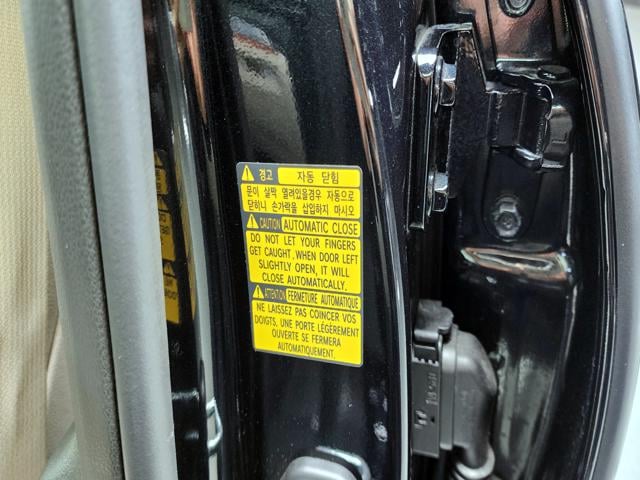 경고 자동 닫힘
문이 살짝 열려있을경우 자동으로
닫히니 손가락을 삽입하지 마시오
CAUTION AUTOMATIC CLOSE
DO NOT LET YOUR FINGERS
GET CAUGHT, WHEN DOOR LEFT
SLIGHTLY OPEN, IT WILL
CLOSE AUTOMATICALLY.
ATTENTION FERMETURE AUTOMATIQUE
NE LAISSEZ PAS COINCER VOS
DOIGTS, UNE PORTE LÉGÈREMENT
OUVERTE SE FERMERA
AUTOMATIQUEMENT.